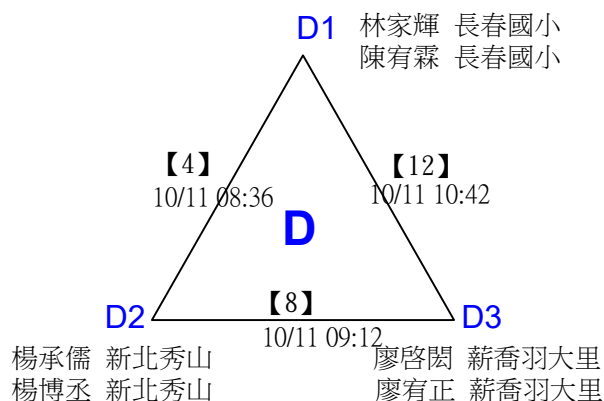 D1 林家輝 長春國小
陳宥霖 長春國小
【4】
10/11 08:36
【12】
10/11 10:42
D
【8】
10/11 09:12
D2
D3
楊承儒 新北秀山
楊博丞 新北秀山
廖啓閎 薪喬羽大里
廖宥正 薪喬羽大里